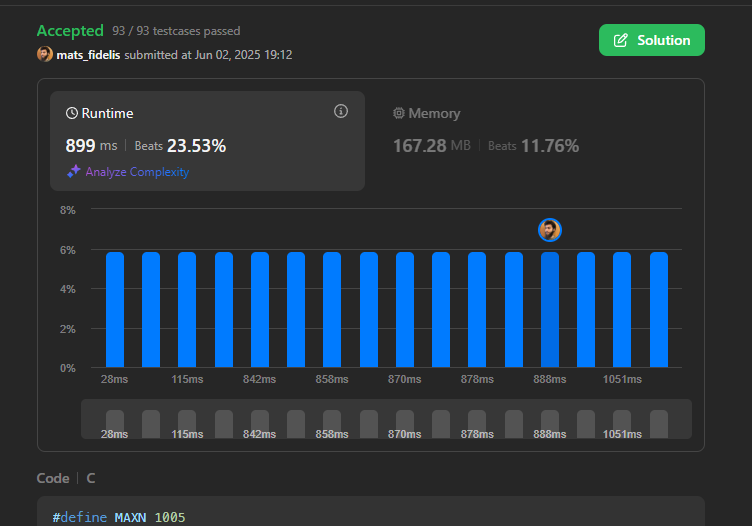 Accepted 93 / 93 testcases passed
Solution
mats_fidelis submitted at Jun 02, 2025 19:12
Runtime
Memory
899 ms Beats 23.53%
167.28 MB Beats 11.76%
Analyze Complexity
8%
6%
4%
2%
0%
28ms 115ms 842ms 858ms 870ms 878ms 888ms 1051ms
28ms 115ms 842ms 858ms 870ms 878ms 888ms 1051ms
Code C
#define MAXN 1005